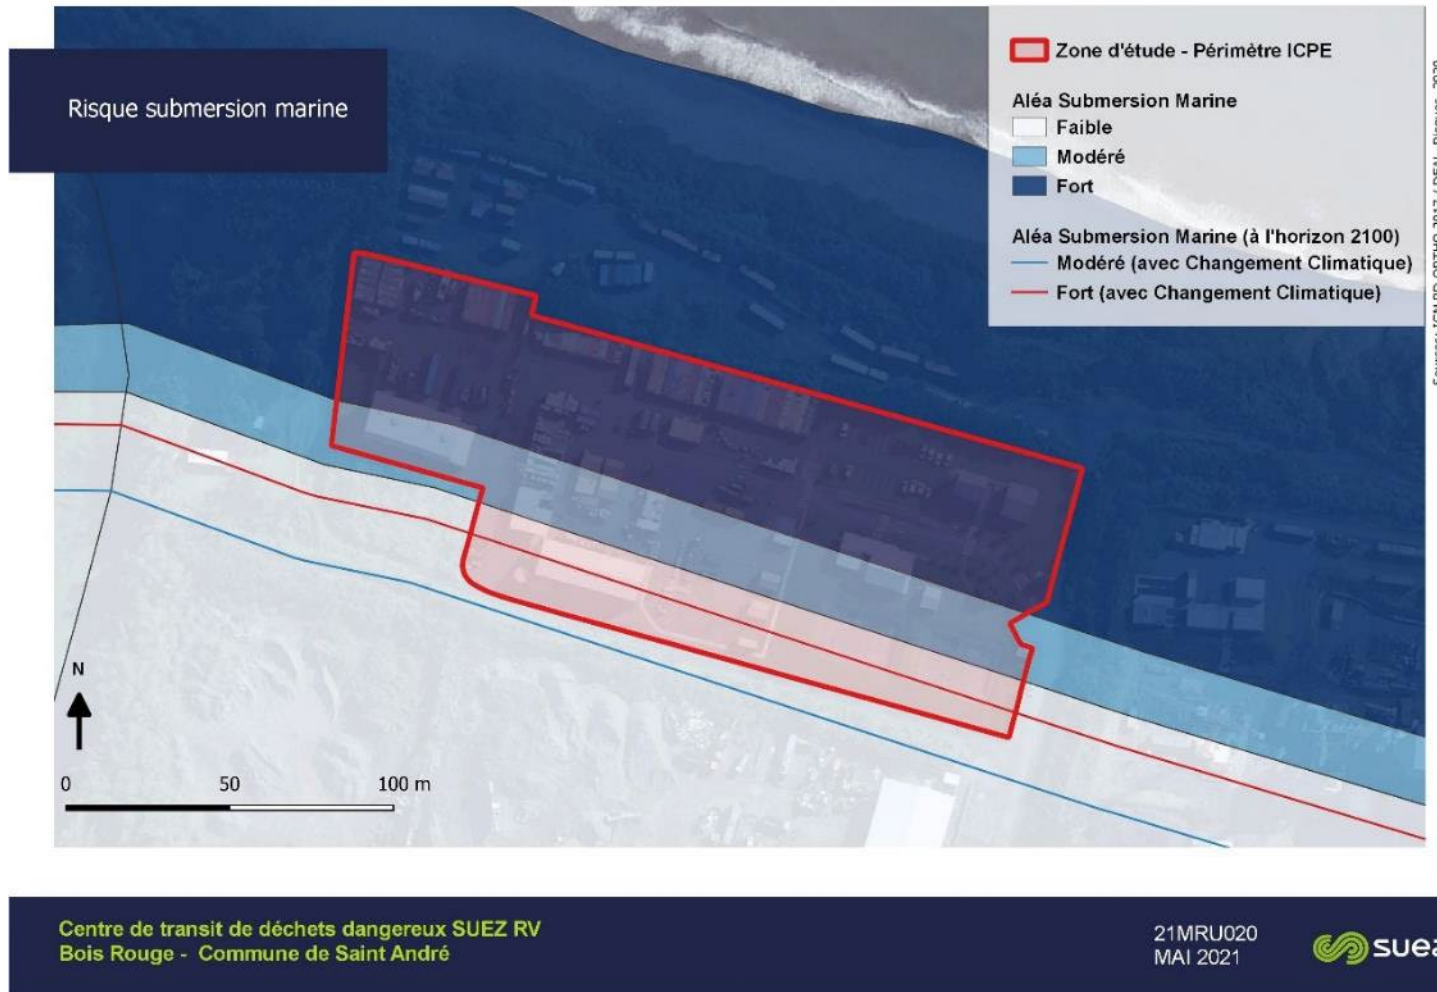 Risque submersion marine
Zone d'étude - Périmètre ICPE
Aléa Submersion Marine
Faible
Modéré
Fort
Aléa Submersion Marine (à l'horizon 2100)
Modéré (avec Changement Climatique)
Fort (avec Changement Climatique)
N
0 50 100 m
Centre de transit de déchets dangereux SUEZ RV
Bois Rouge - Commune de Saint André
21MRU020
MAI 2021